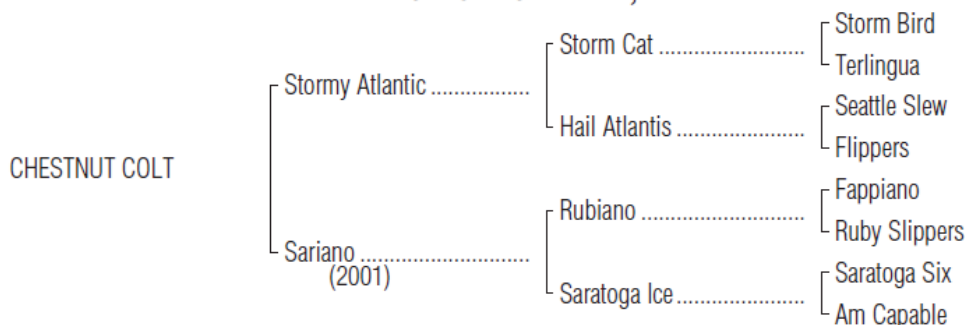 Storm Bird
Storm Cat ........................
Terlingua
Stormy Atlantic .................
Seattle Slew
Hail Atlantis .....................
Flippers
CHESTNUT COLT
Fappiano
Rubiano ...........................
Ruby Slippers
Sariano .............................
(2001)
Saratoga Six
Saratoga Ice.....................
Am Capable